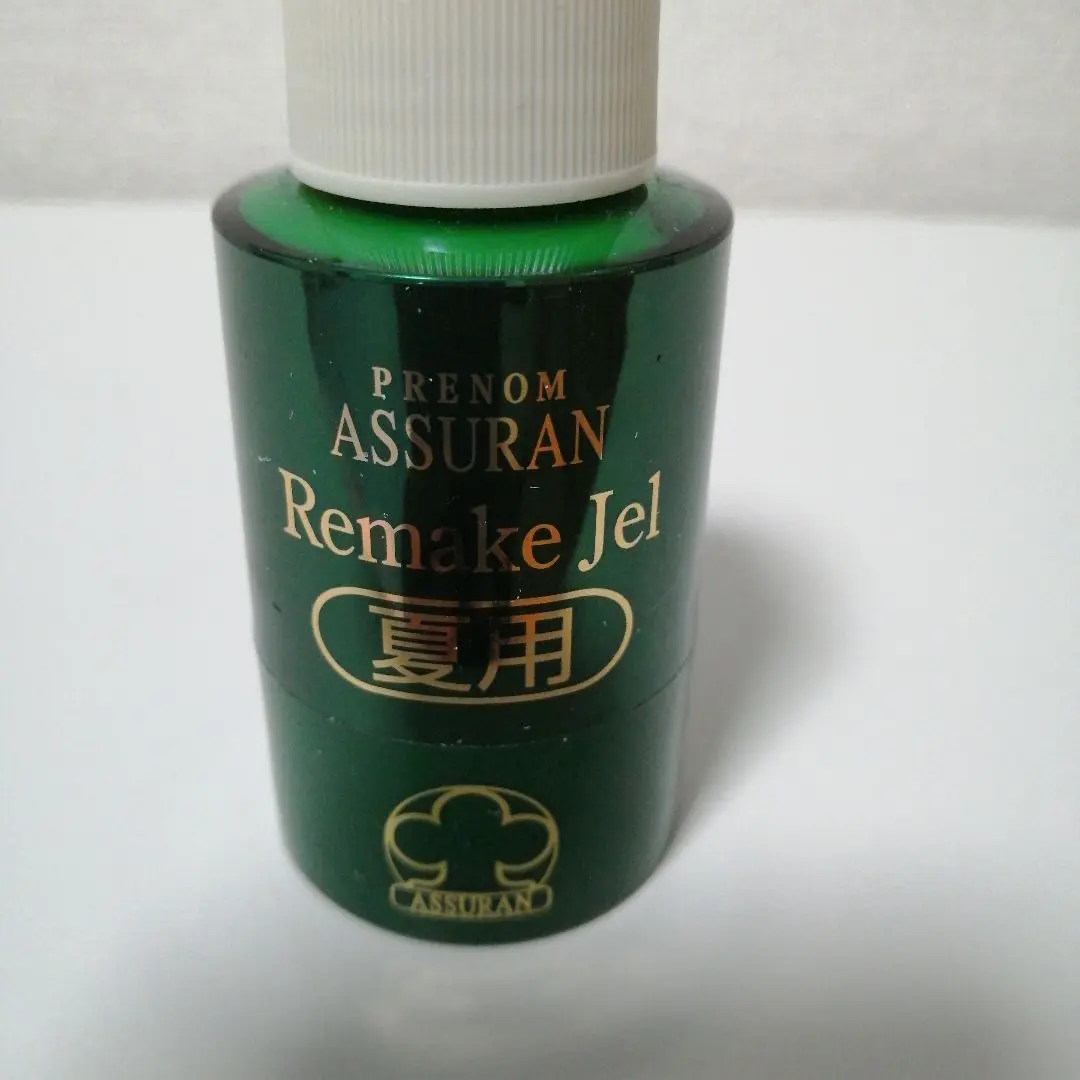 PRENOM
ASSURAN
Remake Jel
夏用
ASSURAN